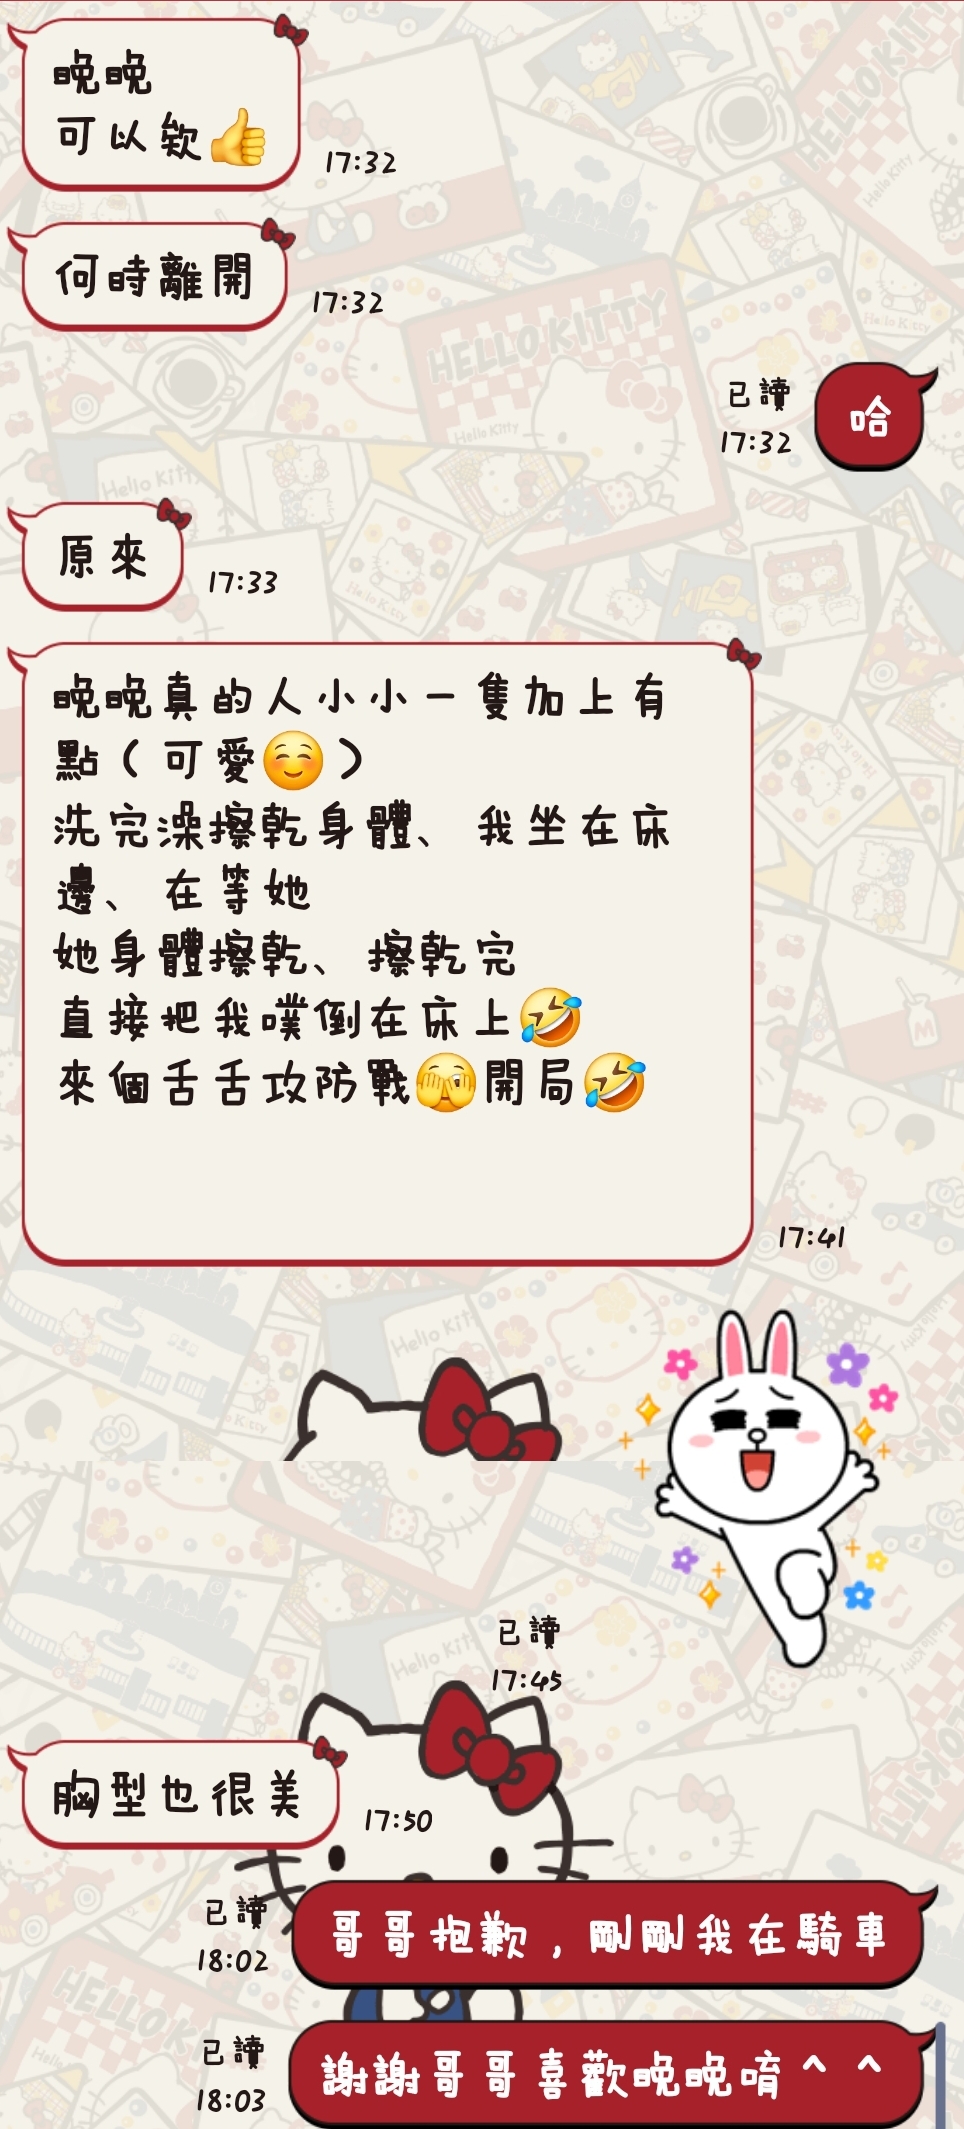 晚晚
可以欸👍
17:32
何時離開
17:32
已讀
17:32
哈
原來
17:33
晚晚真的人小小一隻加上有
點（可愛☺️）
洗完澡擦乾身體、我坐在床
邊、在等她
她身體擦乾、擦乾完
直接把我噗倒在床上🤣
來個舌舌攻防戰🫣開局🤣
17:41
已讀
17:45
胸型也很美
17:50
已讀
18:02
哥哥抱歉，剛剛我在騎車
已讀
18:03
謝謝哥哥喜歡晚晚唷＾＾
HELLO KITTY
Hello Kitty